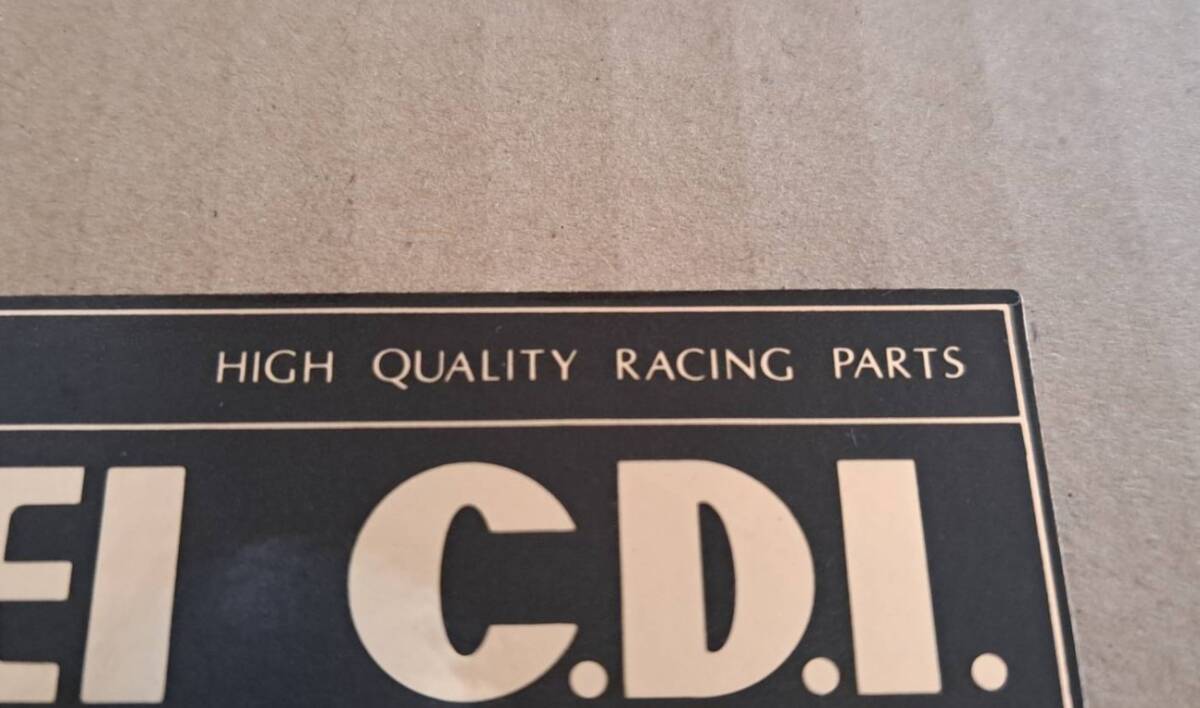 HIGH QUALITY RACING PARTS
EI C.D.I.